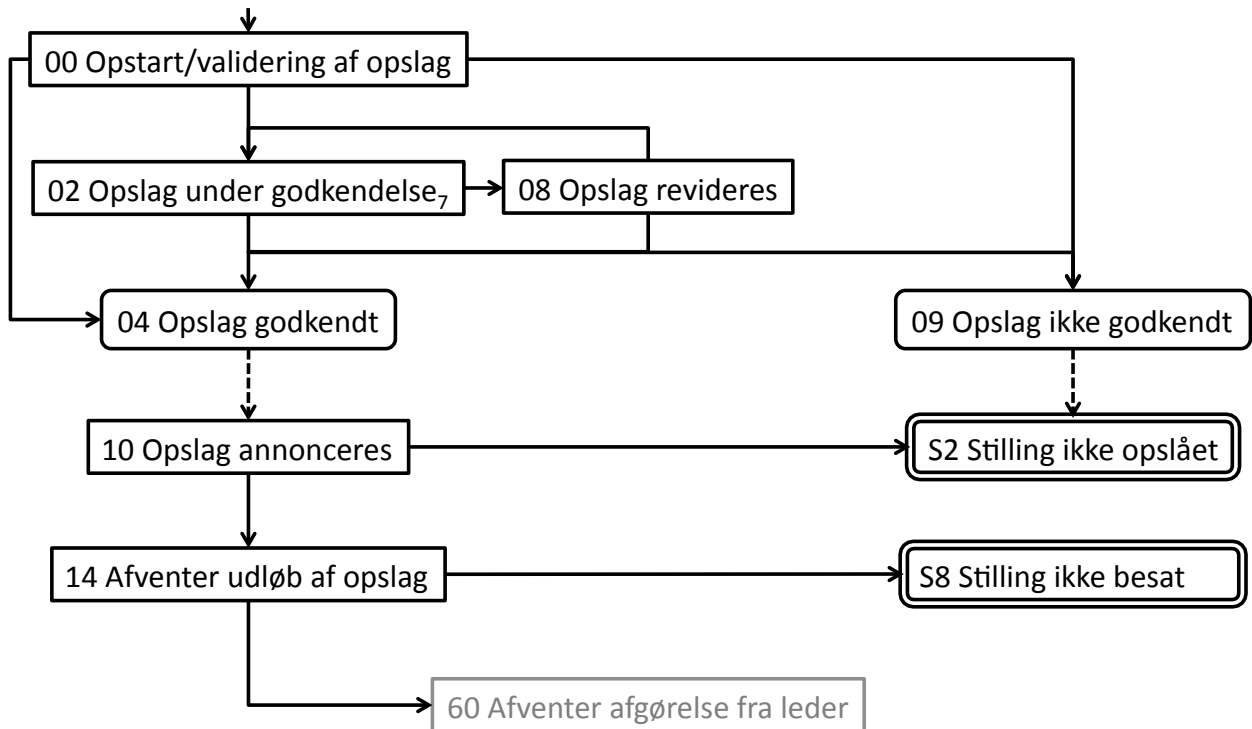 00 Opstart/validering af opslag
02 Opslag under godkendelse₇
08 Opslag revideres
04 Opslag godkendt
09 Opslag ikke godkendt
10 Opslag annonceres
S2 Stilling ikke opslået
14 Afventer udløb af opslag
S8 Stilling ikke besat
60 Afventer afgørelse fra leder